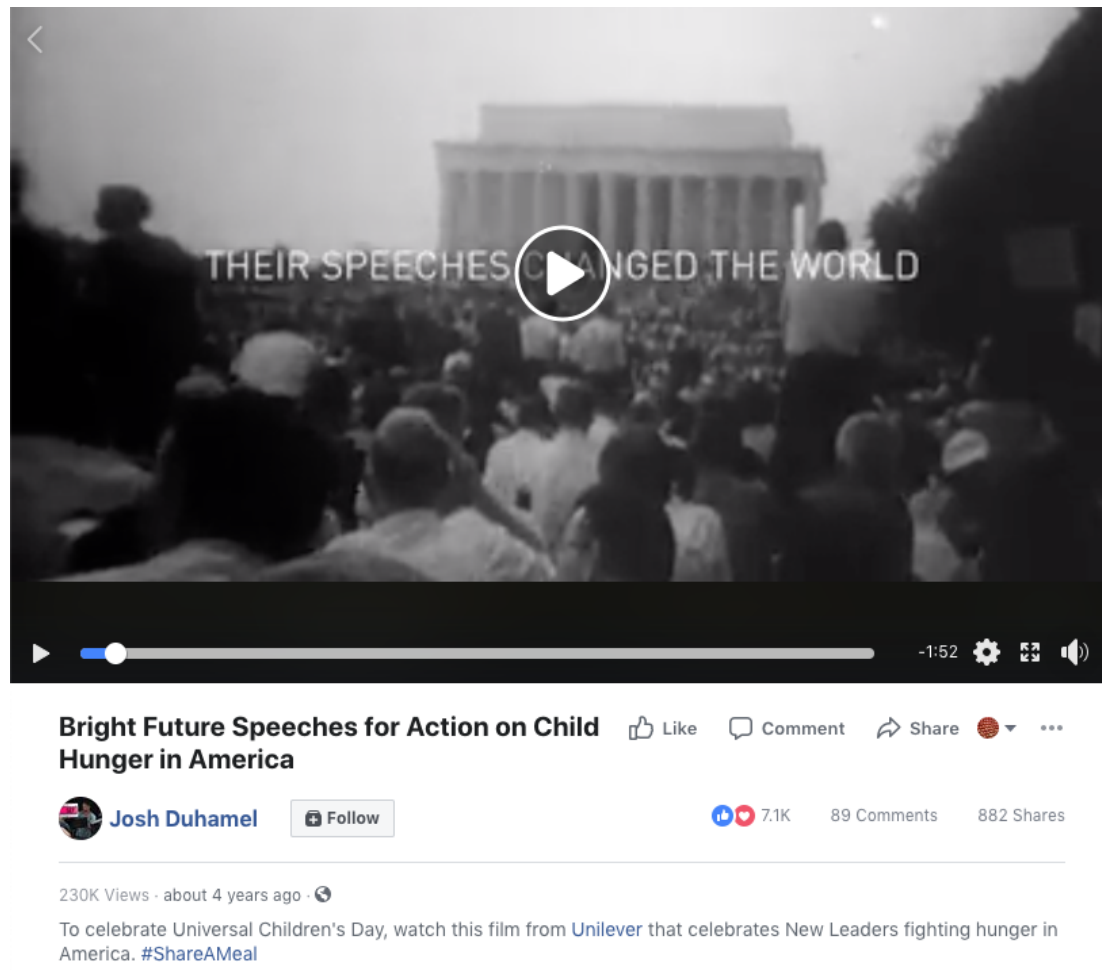 THEIR SPEECHES CHANGED THE WORLD
-1:52
Bright Future Speeches for Action on Child
Hunger in America
Like Comment Share
Josh Duhamel Follow
7.1K 89 Comments 882 Shares
230K Views · about 4 years ago ·
To celebrate Universal Children's Day, watch this film from Unilever that celebrates New Leaders fighting hunger in
America. #ShareAMeal